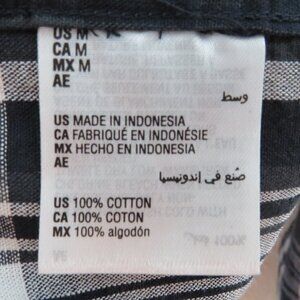 US M
CA M
MX M
AE
وسط
US MADE IN INDONESIA
CA FABRIQUÉ EN INDONÉSIE
MX HECHO EN INDONESIA
AE
صُنع في إندونيسيا
US 100% COTTON
CA 100% COTON
MX 100% algodón